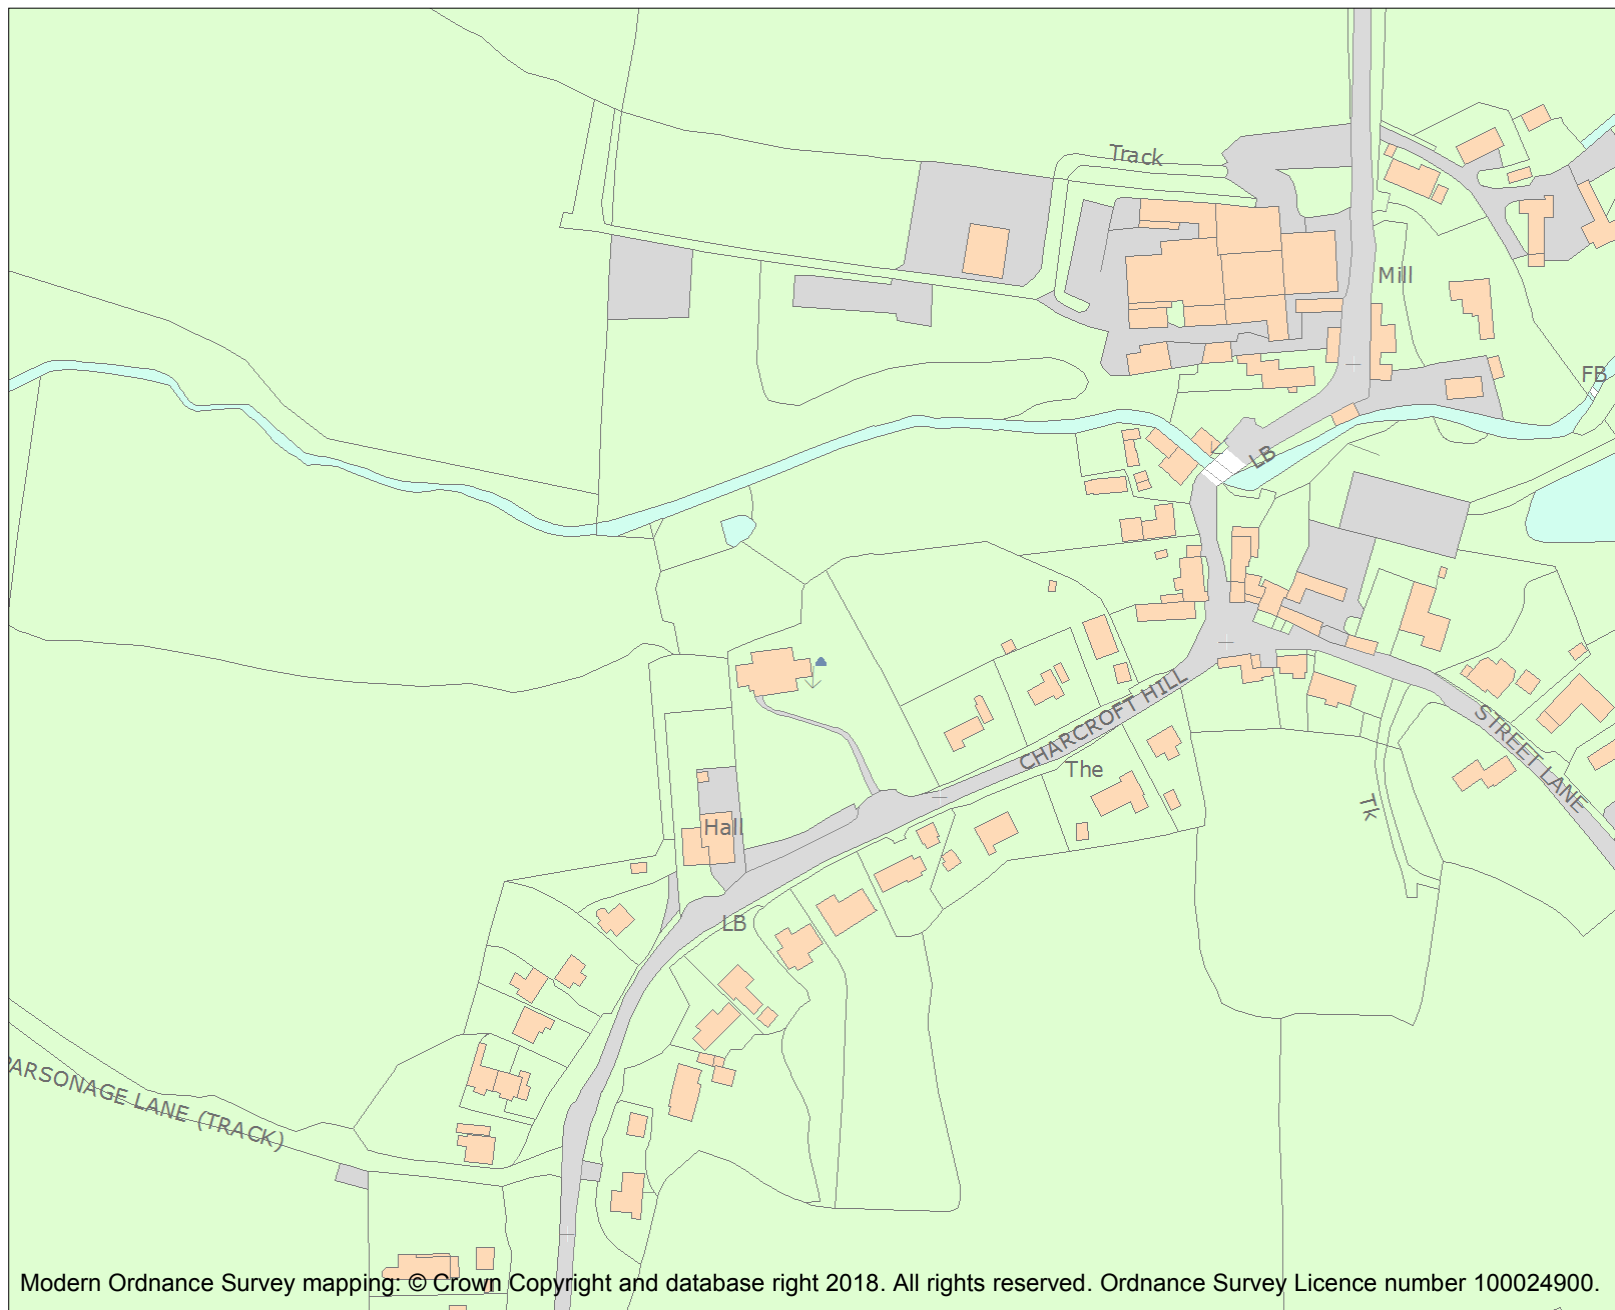 Track
Mill
FB
LB
CHARCROFT HILL
The
STREET LANE
Tk
Hall
LB
PARSONAGE LANE (TRACK)
Modern Ordnance Survey mapping: © Crown Copyright and database right 2018. All rights reserved. Ordnance Survey Licence number 100024900.